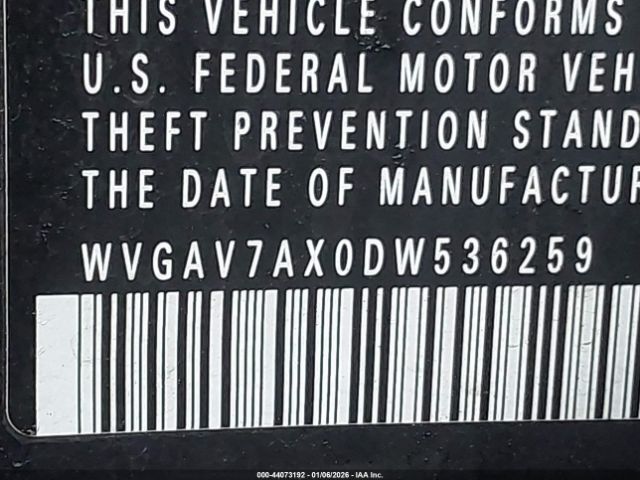 THIS VEHICLE CONFORMS
U.S. FEDERAL MOTOR VEH
THEFT PREVENTION STAND
THE DATE OF MANUFACTUR
WVGAV7AX0DW536259
000-44073192 - 01/06/2026 - IAA Inc.